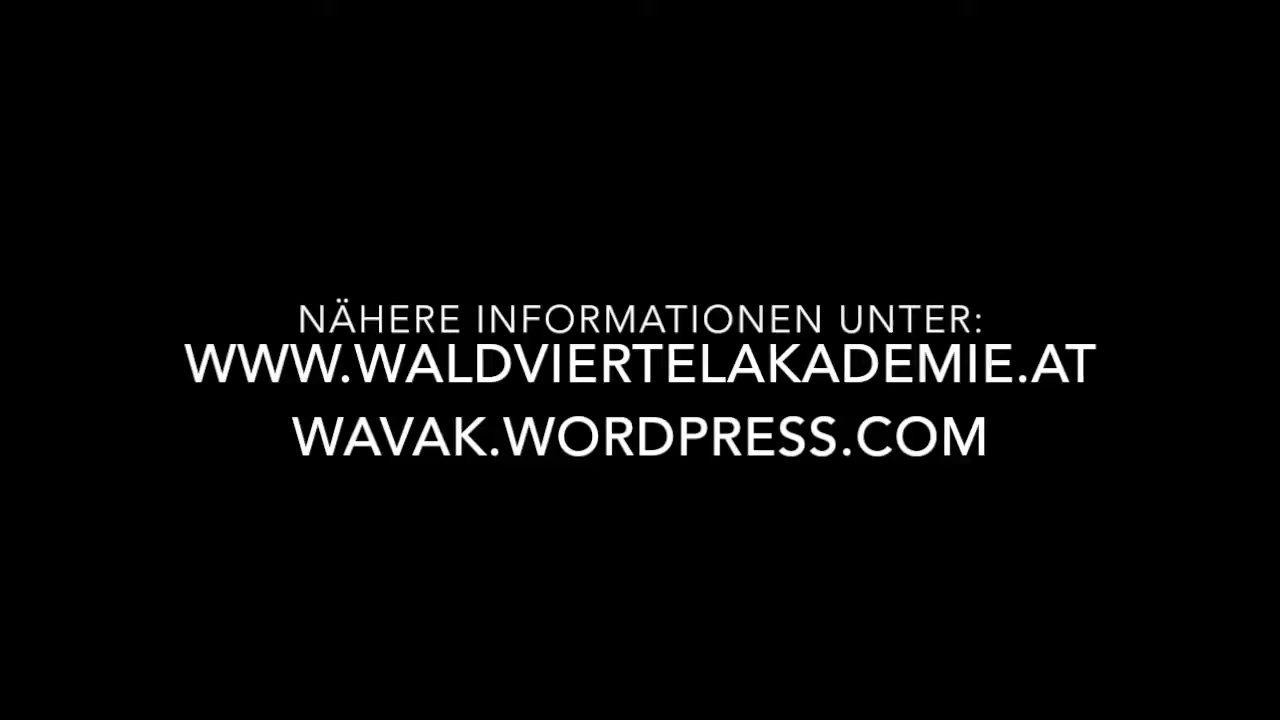 NÄHERE INFORMATIONEN UNTER:
WWW.WALDVIERTELAKADEMIE.AT
WAVAK.WORDPRESS.COM